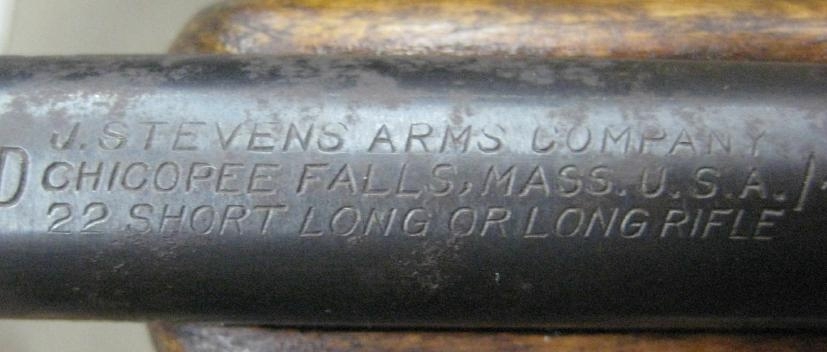 J. STEVENS ARMS COMPANY
D CHICOPEE FALLS, MASS. U.S.A.
22 SHORT LONG OR LONG RIFLE